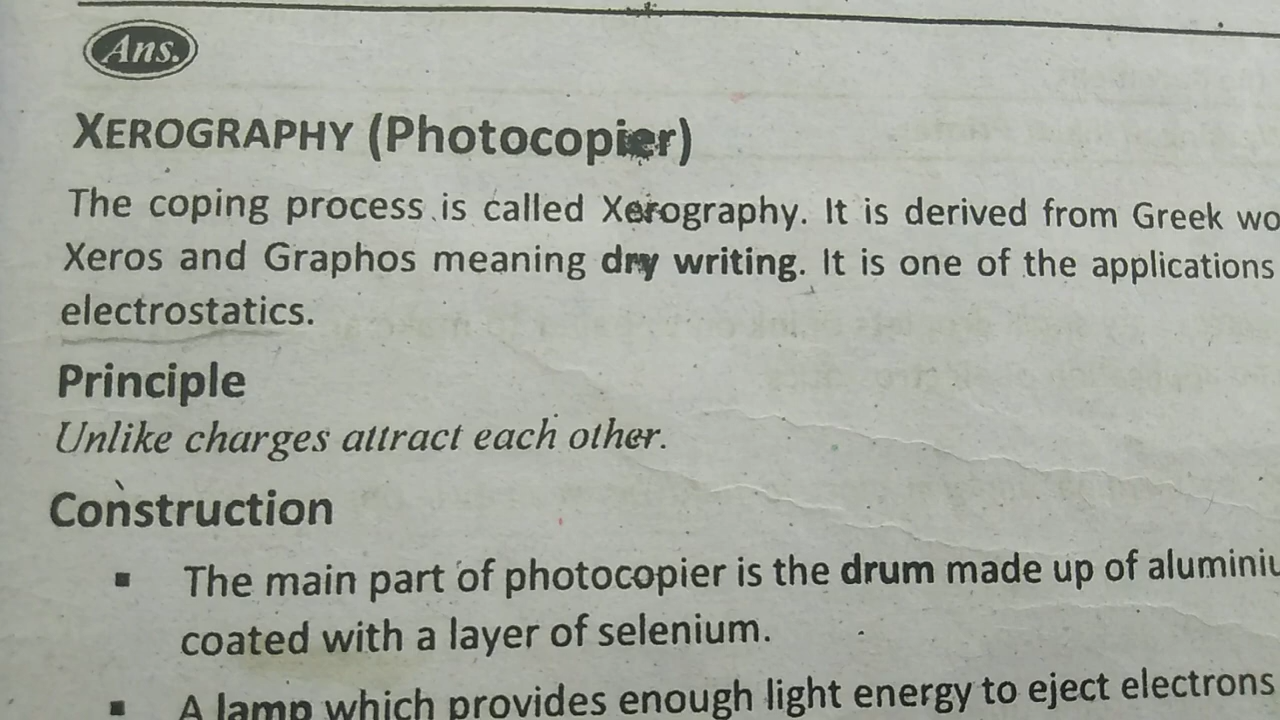 Ans.
XEROGRAPHY (Photocopier)
The coping process is called Xerography. It is derived from Greek wo
Xeros and Graphos meaning dry writing. It is one of the applications
electrostatics.
Principle
Unlike charges attract each other.
Construction
▪ The main part of photocopier is the drum made up of aluminiu
coated with a layer of selenium.
▪ A lamp which provides enough light energy to eject electrons